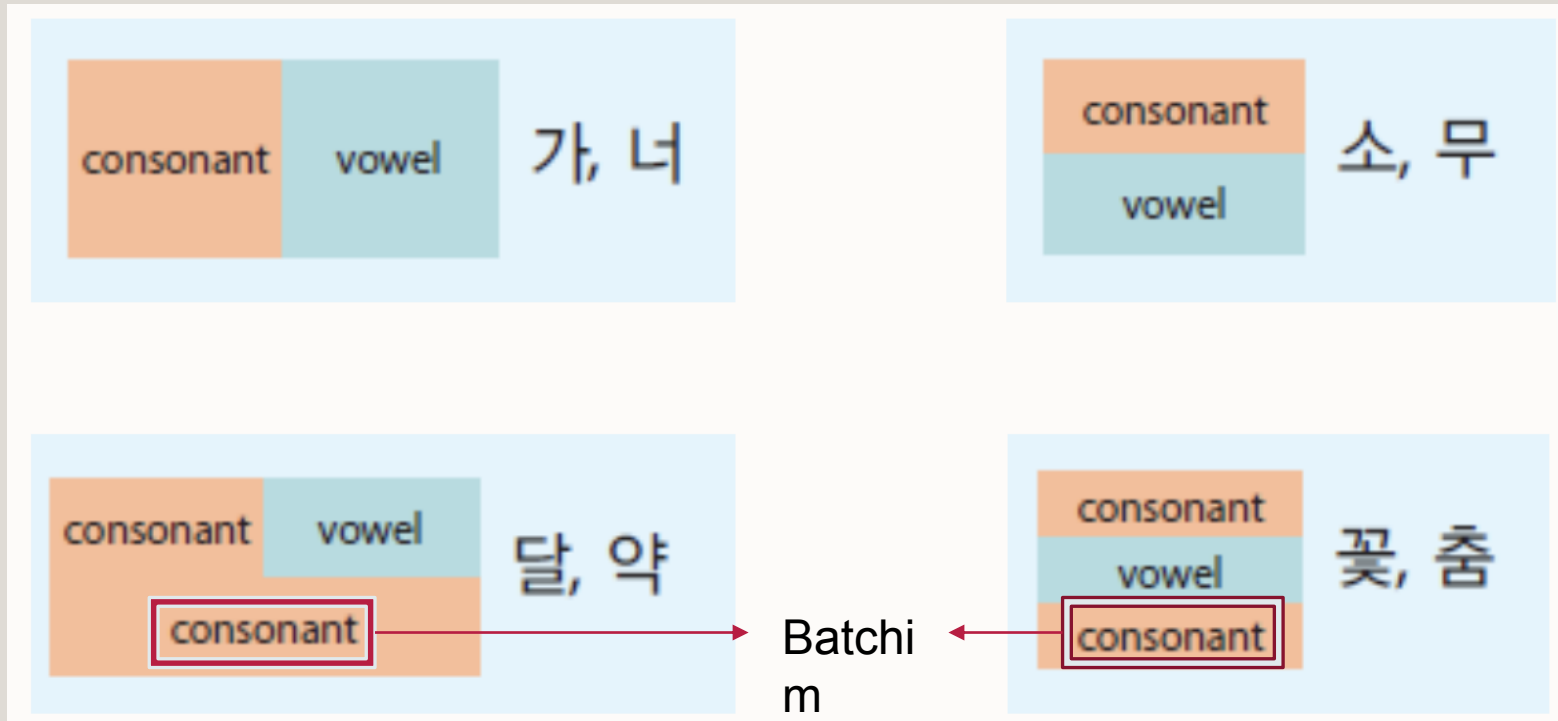 consonant vowel 가, 너
consonant
vowel
소, 무
consonant vowel
consonant
달, 약
Batchi
m
consonant
vowel
consonant
꽃, 춤